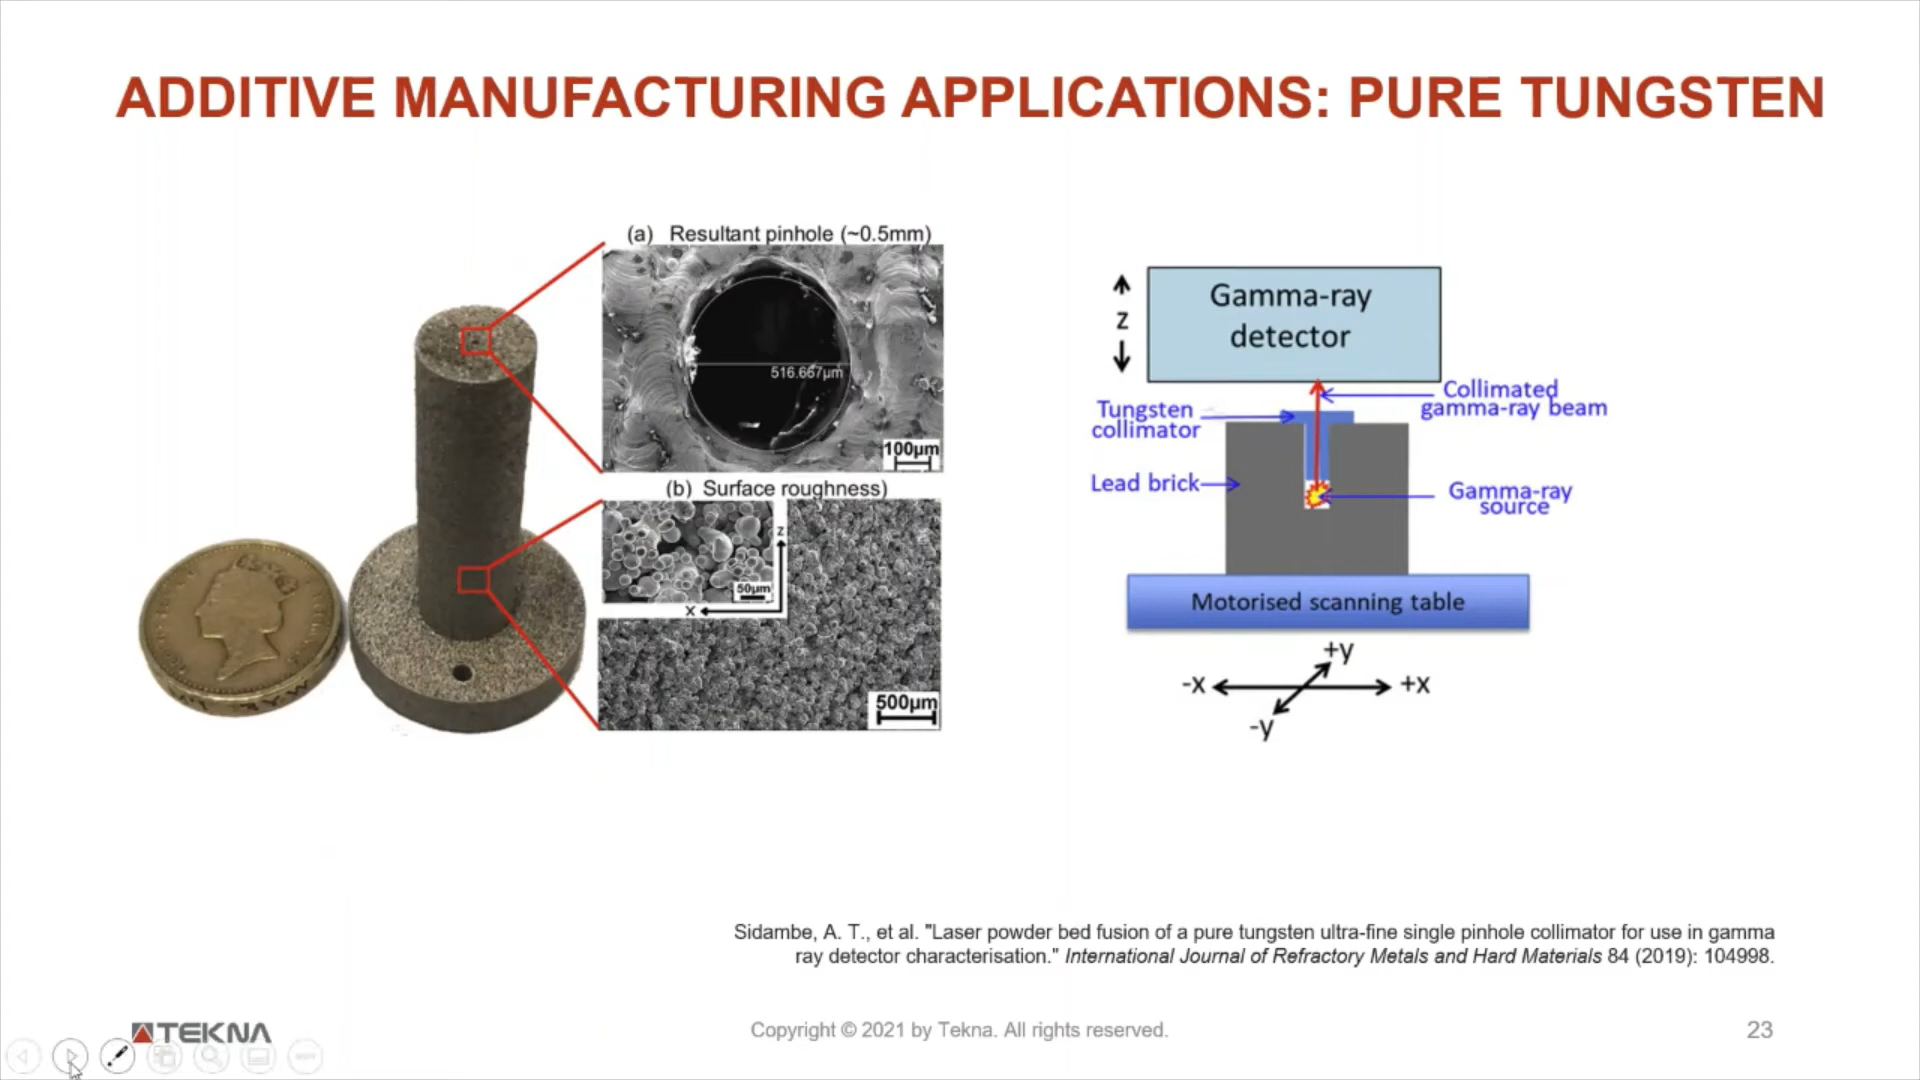 ADDITIVE MANUFACTURING APPLICATIONS: PURE TUNGSTEN
(a) Resultant pinhole (~0.5mm)
516.667µm
100µm
(b) Surface roughness)
z
50µm
x
500µm
Gamma-ray
detector
z
Collimated
gamma-ray beam
Tungsten
collimator
Lead brick
Gamma-ray
source
Motorised scanning table
+y
-x
+x
-y
Sidambe, A. T., et al. "Laser powder bed fusion of a pure tungsten ultra-fine single pinhole collimator for use in gamma
ray detector characterisation." International Journal of Refractory Metals and Hard Materials 84 (2019): 104998.
TEKNA
Copyright © 2021 by Tekna. All rights reserved.
23